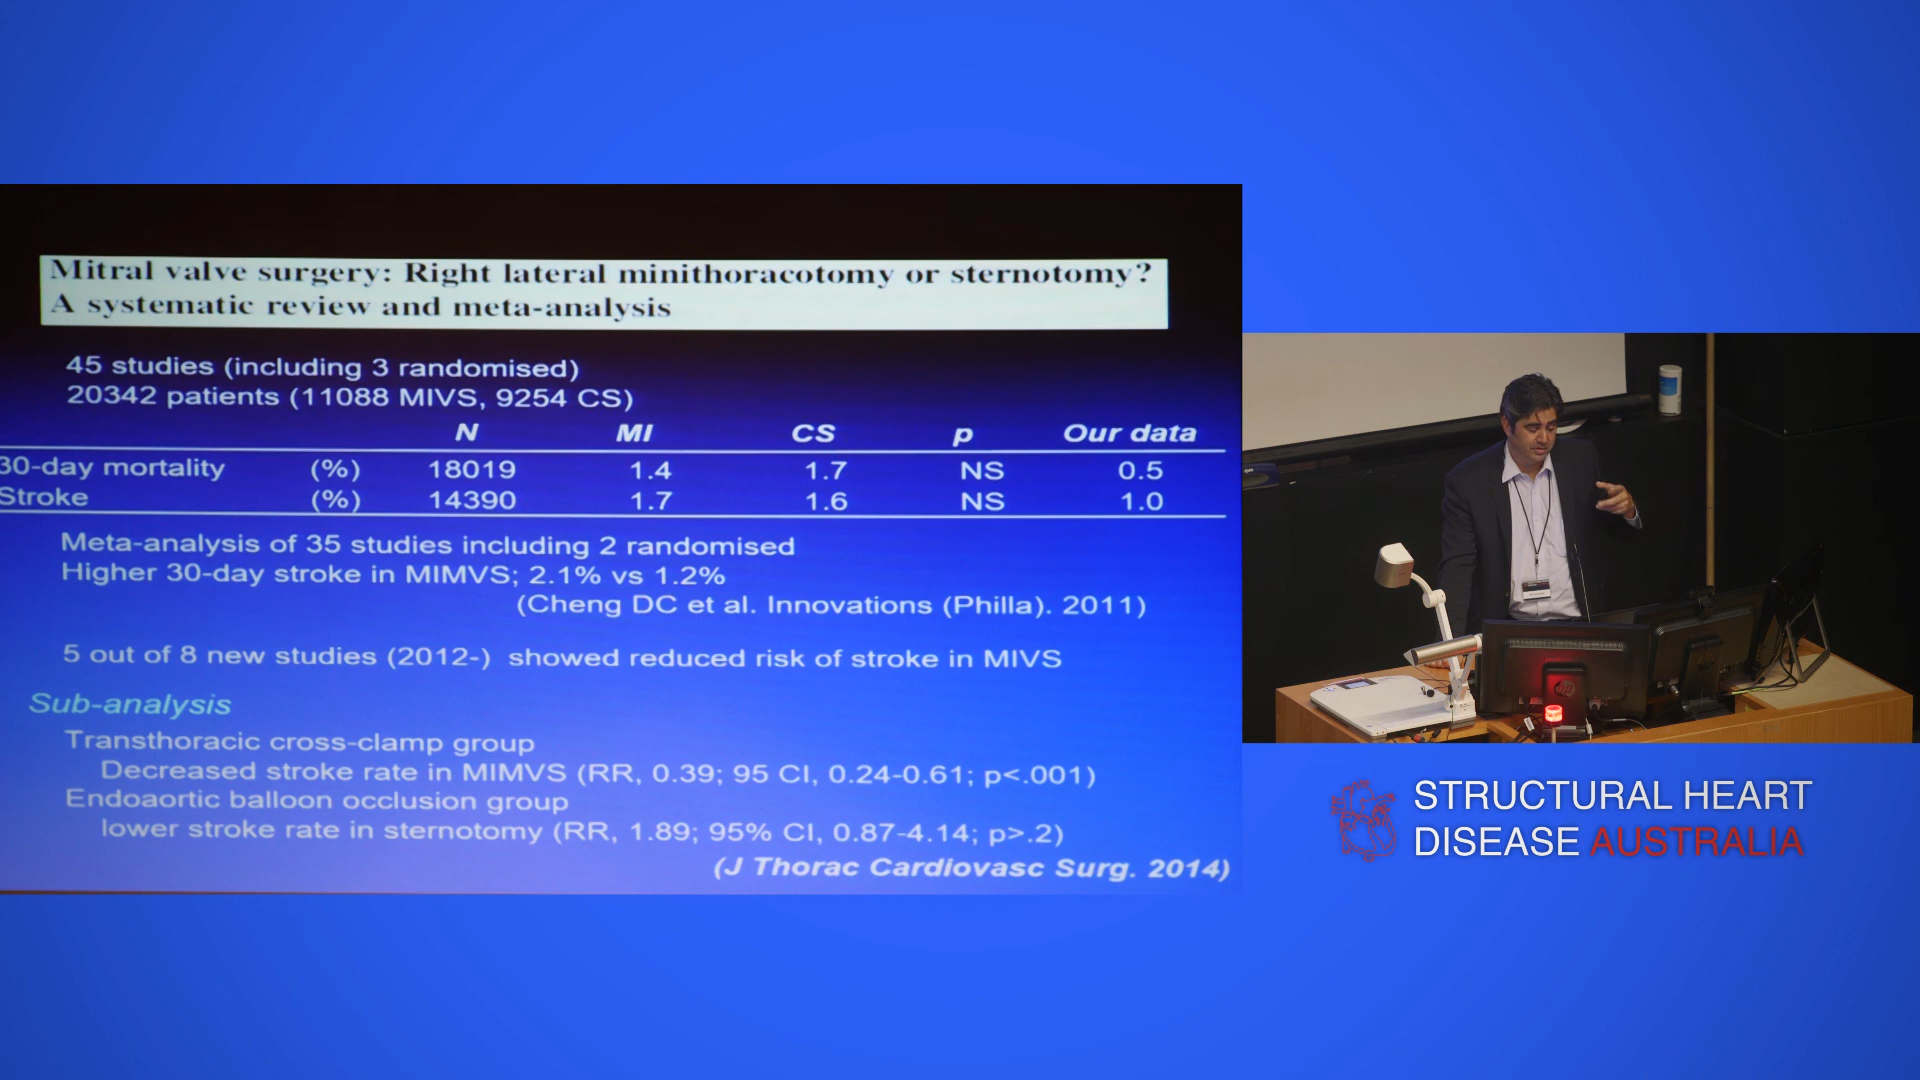 Mitral valve surgery: Right lateral minithoracotomy or sternotomy?
A systematic review and meta-analysis
45 studies (including 3 randomised)
20342 patients (11088 MIVS, 9254 CS)
N MI CS p Our data
30-day mortality (%) 18019 1.4 1.7 NS 0.5
Stroke (%) 14390 1.7 1.6 NS 1.0
Meta-analysis of 35 studies including 2 randomised
Higher 30-day stroke in MIMVS; 2.1% vs 1.2%
(Cheng DC et al. Innovations (Philla). 2011)
5 out of 8 new studies (2012-) showed reduced risk of stroke in MIVS
Sub-analysis
Transthoracic cross-clamp group
Decreased stroke rate in MIMVS (RR, 0.39; 95 CI, 0.24-0.61; p<.001)
Endoaortic balloon occlusion group
lower stroke rate in sternotomy (RR, 1.89; 95% CI, 0.87-4.14; p>.2)
(J Thorac Cardiovasc Surg. 2014)
hp
STRUCTURAL HEART
DISEASE AUSTRALIA